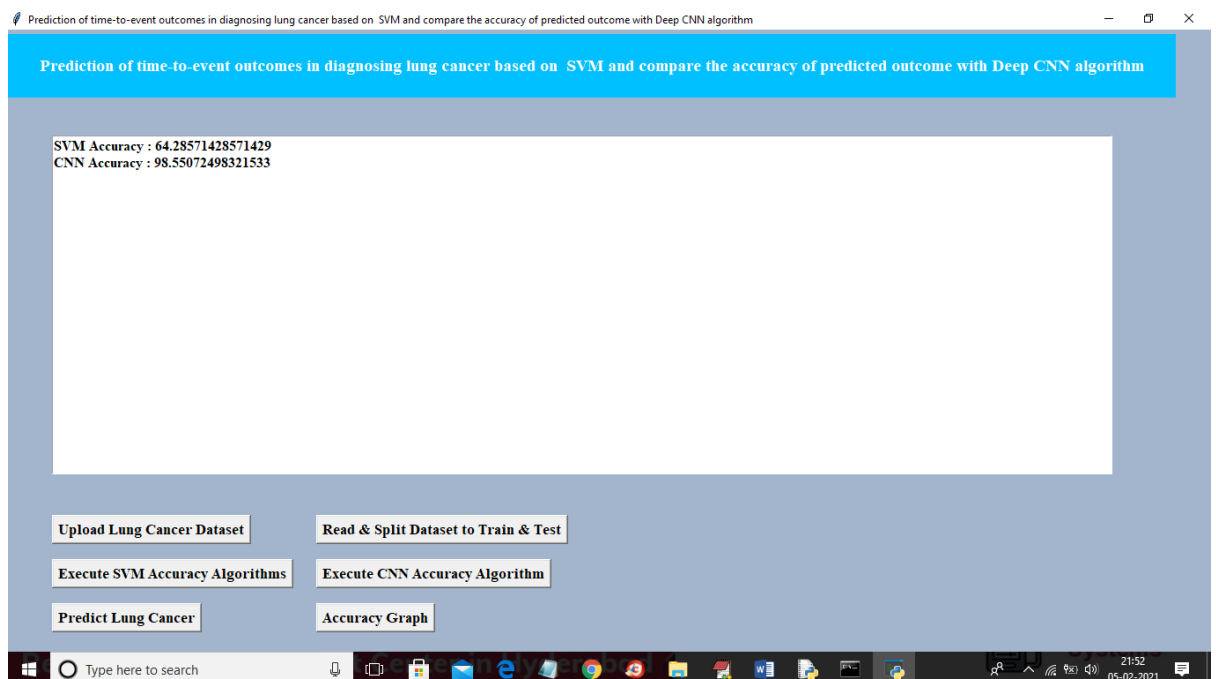 Prediction of time-to-event outcomes in diagnosing lung cancer based on  SVM and compare the accuracy of predicted outcome with Deep CNN algorithm
Prediction of time-to-event outcomes in diagnosing lung cancer based on  SVM and compare the accuracy of predicted outcome with Deep CNN algorithm
SVM Accuracy : 64.28571428571429
CNN Accuracy : 98.55072498321533
Upload Lung Cancer Dataset
Read & Split Dataset to Train & Test
Execute SVM Accuracy Algorithms
Execute CNN Accuracy Algorithm
Predict Lung Cancer
Accuracy Graph
Type here to search
21:52
05-02-2021